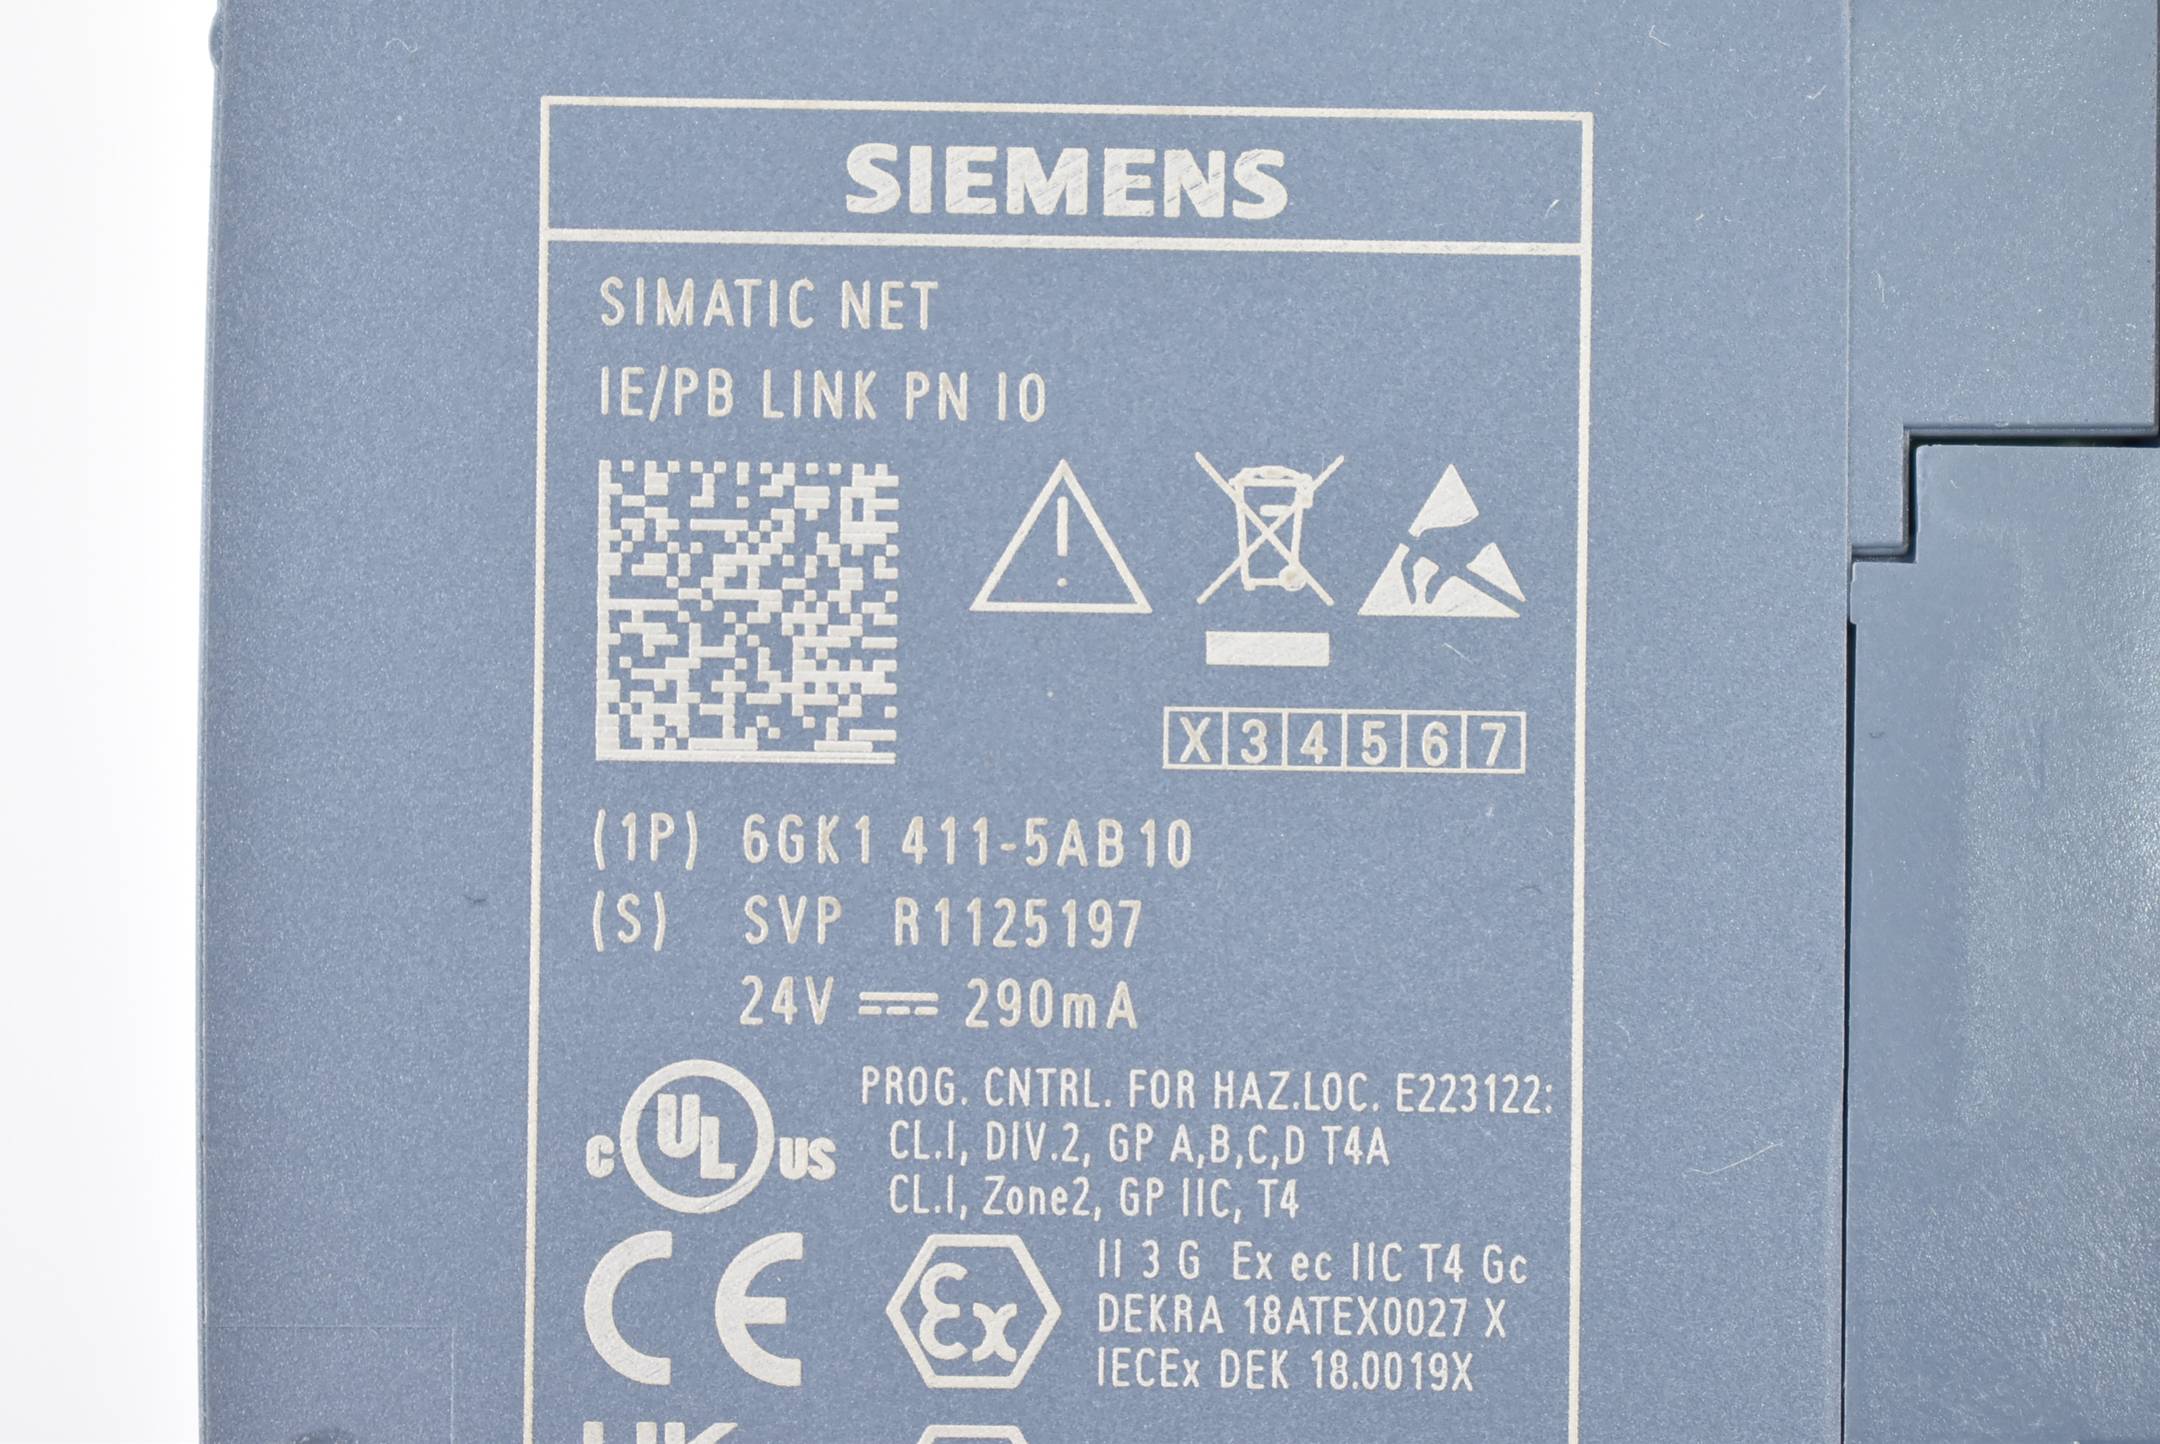 SIEMENS
SIMATIC NET
IE/PB LINK PN IO
X 3 4 5 6 7
(1P) 6GK1 411-5AB10
(S) SVP R1125197
24V ⎓ 290mA
PROG. CNTRL. FOR HAZ.LOC. E223122:
CL.I, DIV.2, GP A,B,C,D T4A
CL.I, Zone2, GP IIC, T4
C UL US
CE
Ex
II 3 G Ex ec IIC T4 Gc
DEKRA 18ATEX0027 X
IECEx DEK 18.0019X
UK